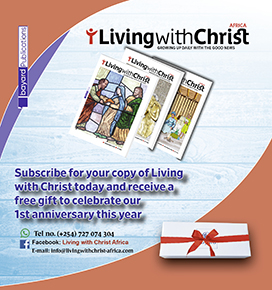 bayard publications
AFRICA
Living with Christ
GROWING UP DAILY WITH THE GOOD NEWS
Subscribe for your copy of Living
with Christ today and receive a
free gift to celebrate our
1st anniversary this year
Tel no. (+254) 727 074 304
Facebook: Living with Christ Africa
E-mail: info@livingwithchrist-africa.com